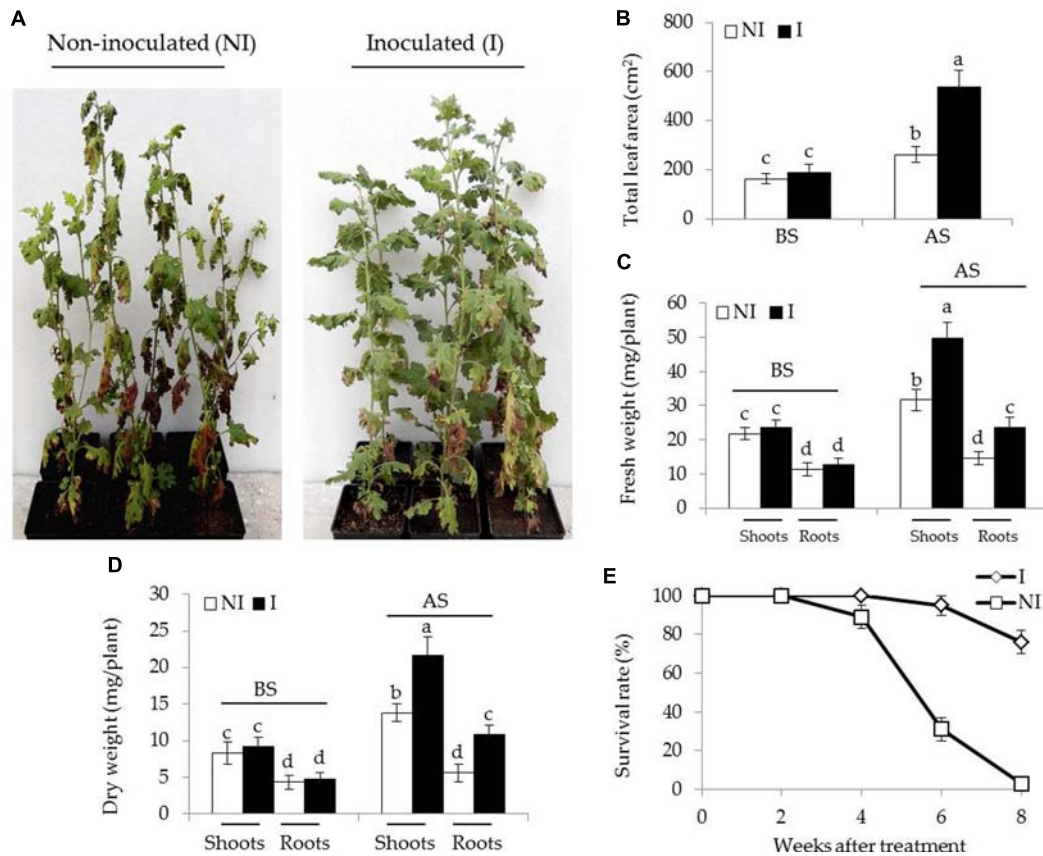 A
Non-inoculated (NI)
Inoculated (I)
B
Total leaf area (cm²)
800
600
400
200
0
NI I
c c b a
BS AS
C
Fresh weight (mg/plant)
60
50
40
30
20
10
0
NI I
AS
BS
c c d d b a d c
Shoots Roots Shoots Roots
D
Dry weight (mg/plant)
30
25
20
15
10
5
0
NI I
AS
BS
c c d d b a d c
Shoots Roots Shoots Roots
E
Survival rate (%)
100
80
60
40
20
0
I
NI
0 2 4 6 8
Weeks after treatment